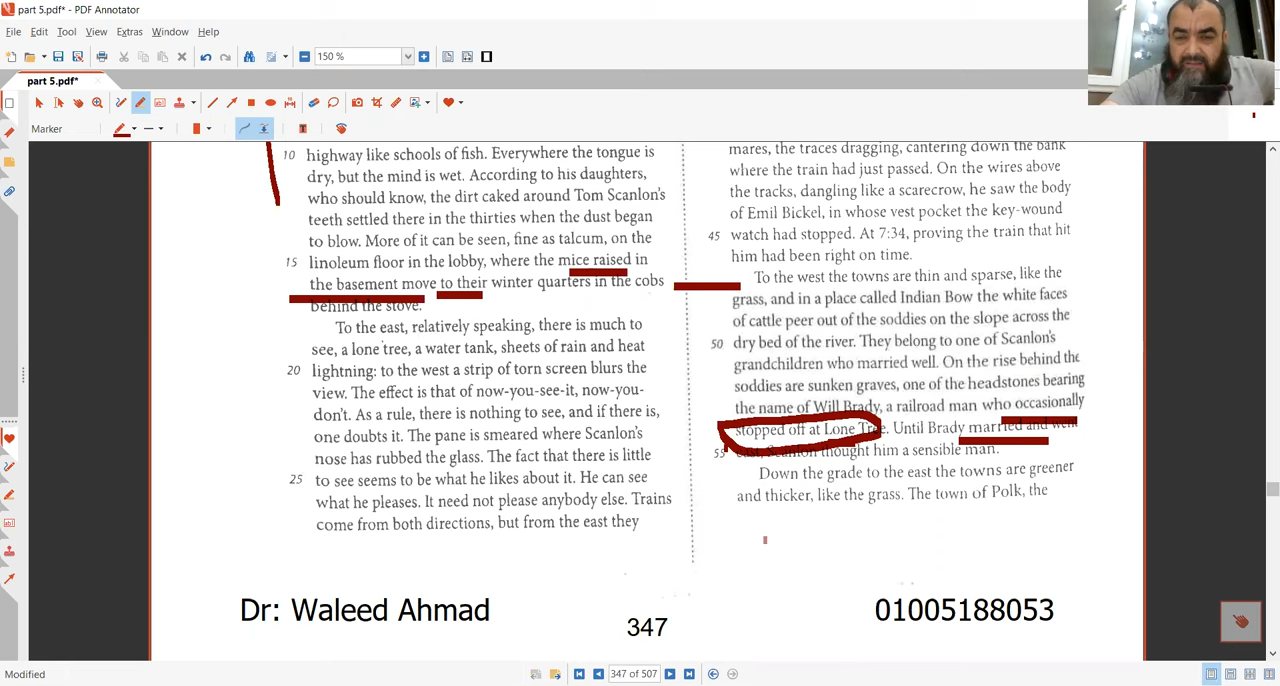 part 5.pdf* - PDF Annotator
File Edit Tool View Extras Window Help
150 %
part 5.pdf*
Marker
10 highway like schools of fish. Everywhere the tongue is
dry, but the mind is wet. According to his daughters,
who should know, the dirt caked around Tom Scanlon's
teeth settled there in the thirties when the dust began
to blow. More of it can be seen, fine as talcum, on the
15 linoleum floor in the lobby, where the mice raised in
the basement move to their winter quarters in the cobs
behind the stove.
To the east, relatively speaking, there is much to
see, a lone tree, a water tank, sheets of rain and heat
20 lightning: to the west a strip of torn screen blurs the
view. The effect is that of now-you-see-it, now-you-
don't. As a rule, there is nothing to see, and if there is,
one doubts it. The pane is smeared where Scanlon's
nose has rubbed the glass. The fact that there is little
25 to see seems to be what he likes about it. He can see
what he pleases. It need not please anybody else. Trains
come from both directions, but from the east they
mares, the traces dragging, cantering down the bank
where the train had just passed. On the wires above
the tracks, dangling like a scarecrow, he saw the body
of Emil Bickel, in whose vest pocket the key-wound
45 watch had stopped. At 7:34, proving the train that hit
him had been right on time.
To the west the towns are thin and sparse, like the
grass, and in a place called Indian Bow the white faces
of cattle peer out of the soddies on the slope across the
50 dry bed of the river. They belong to one of Scanlon's
grandchildren who married well. On the rise behind the
soddies are sunken graves, one of the headstones bearing
the name of Will Brady, a railroad man who occasionally
stopped off at Lone Tree. Until Brady married and went
55 east, Scanlon thought him a sensible man.
Down the grade to the east the towns are greener
and thicker, like the grass. The town of Polk, the
Dr: Waleed Ahmad
347
01005188053
Modified
347 of 507